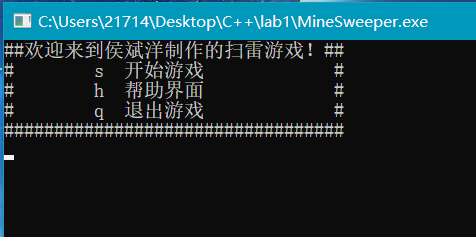 C:\Users\21714\Desktop\C++\lab1\MineSweeper.exe
##欢迎来到侯斌洋制作的扫雷游戏！##
#        s  开始游戏             #
#        h  帮助界面             #
#        q  退出游戏             #
##################################